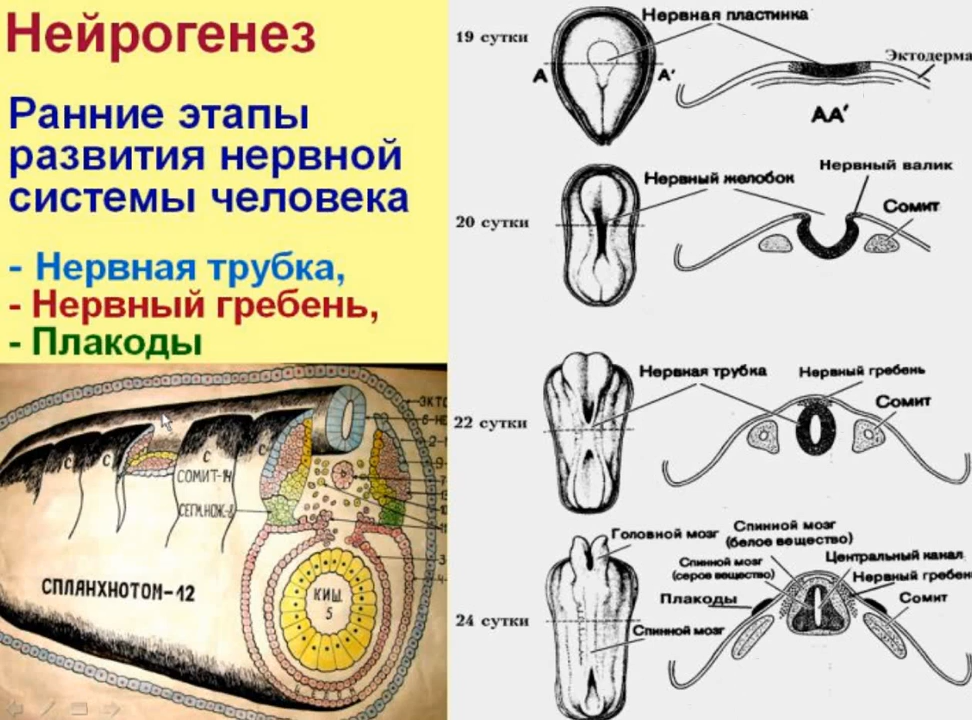 Нейрогенез
Ранние этапы
развития нервной
системы человека
- Нервная трубка,
- Нервный гребень,
- Плакоды
С
С
С
С
СОМИТ-14
СПЛАНХНОТОМ-12
КИШ.
5
19 сутки
Нервная пластинка
Эктодерма
А
А'
АА'
20 сутки
Нервный желобок
Нервный валик
Сомит
22 сутки
Нервная трубка
Нервный гребень
Сомит
24 сутки
Головной мозг
Спинной мозг
(белое вещество)
Спинной мозг
(серое вещество)
Центральный канал
Нервный гребень
Плакоды
Сомит
Спинной мозг